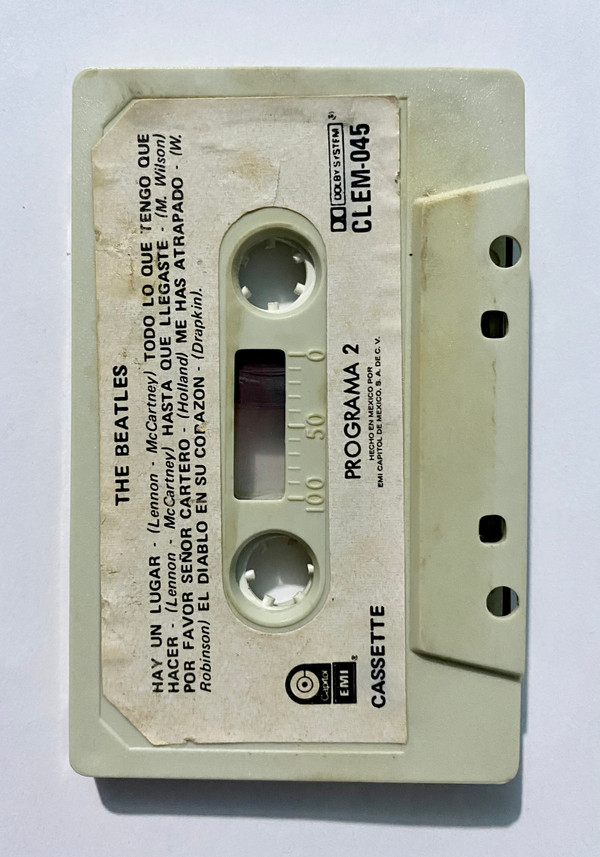 THE BEATLES
HAY UN LUGAR - (Lennon - McCartney) TODO LO QUE TENGO QUE
HACER - (Lennon - McCartney) HASTA QUE LLEGASTE - (M. Wilson)
POR FAVOR SEÑOR CARTERO - (Holland) ME HAS ATRAPADO - (W.
Robinson) EL DIABLO EN SU CORAZON - (Drapkin).
100 50 0
Capitol
EMI
®
CASSETTE
PROGRAMA 2
HECHO EN MEXICO POR
EMI CAPITOL DE MEXICO, S. A. DE C. V.
DOLBY SYSTEM ®
CLEM-045